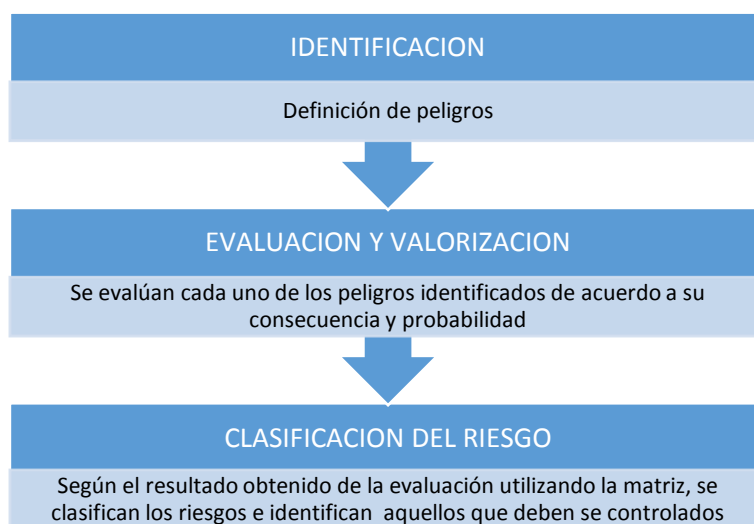 IDENTIFICACION
Definición de peligros
EVALUACION Y VALORIZACION
Se evalúan cada uno de los peligros identificados de acuerdo a su
consecuencia y probabilidad
CLASIFICACION DEL RIESGO
Según el resultado obtenido de la evaluación utilizando la matriz, se
clasifican los riesgos e identifican aquellos que deben se controlados